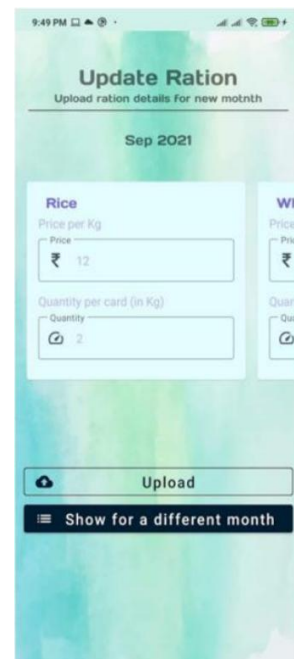 9:49 PM
Update Ration
Upload ration details for new motnth
Sep 2021
Rice
Price per Kg
Price
₹ 12
Quantity per card (in Kg)
Quantity
2
₹
Upload
Show for a different month